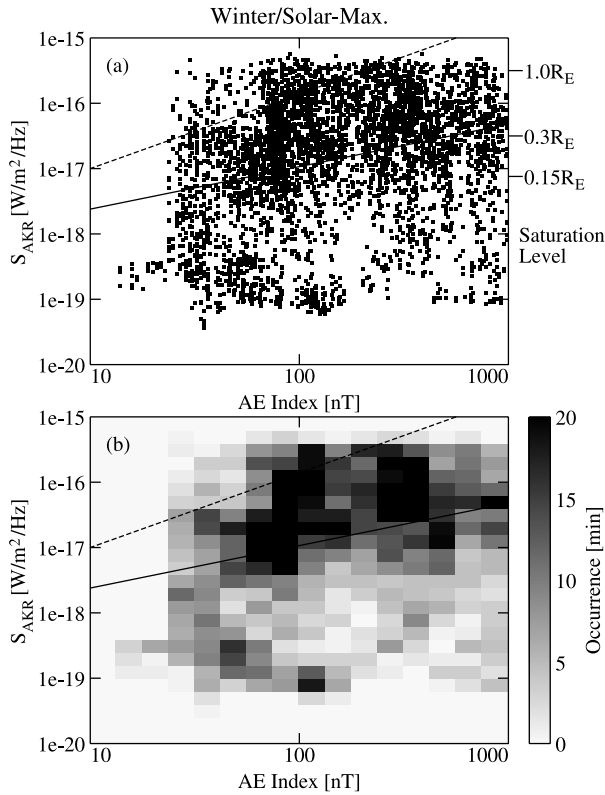 Winter/Solar-Max.
1e-15
(a)
1.0R_E
1e-16
0.3R_E
1e-17
0.15R_E
S_AKR [W/m²/Hz]
1e-18
Saturation
Level
1e-19
1e-20
10
100
1000
AE Index [nT]
1e-15
(b)
20
1e-16
15
1e-17
10
S_AKR [W/m²/Hz]
Occurrence [min]
1e-18
5
1e-19
1e-20
0
10
100
1000
AE Index [nT]